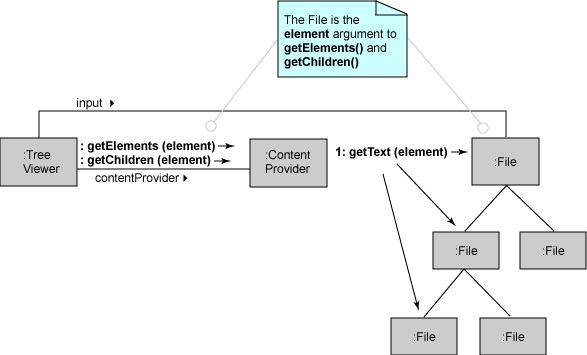 The File is the
element argument to
getElements() and
getChildren()
input
:Tree
Viewer
: getElements (element)
: getChildren (element)
contentProvider
:Content
Provider
1: getText (element)
:File
:File
:File
:File
:File